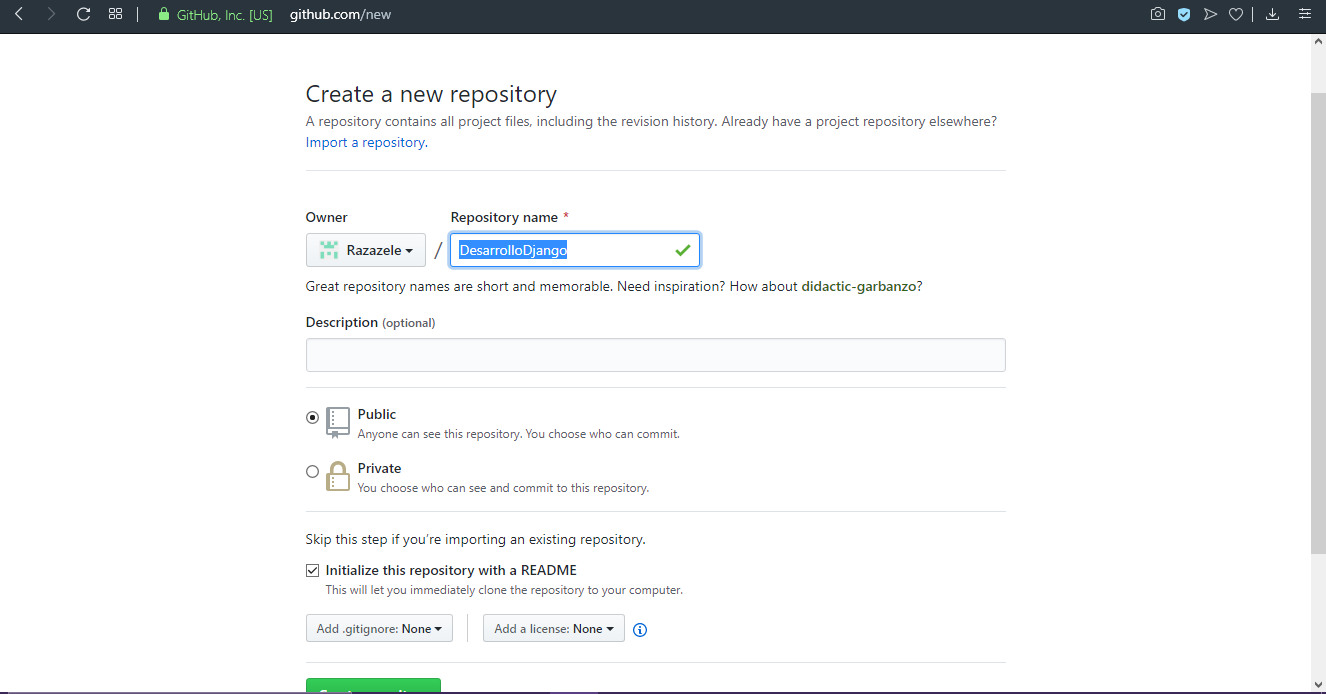 GitHub, Inc. [US] github.com/new
Create a new repository
A repository contains all project files, including the revision history. Already have a project repository elsewhere?
Import a repository.
Owner Repository name *
Razazele / DesarrolloDjango
Great repository names are short and memorable. Need inspiration? How about didactic-garbanzo?
Description (optional)
Public
Anyone can see this repository. You choose who can commit.
Private
You choose who can see and commit to this repository.
Skip this step if you're importing an existing repository.
Initialize this repository with a README
This will let you immediately clone the repository to your computer.
Add .gitignore: None Add a license: None